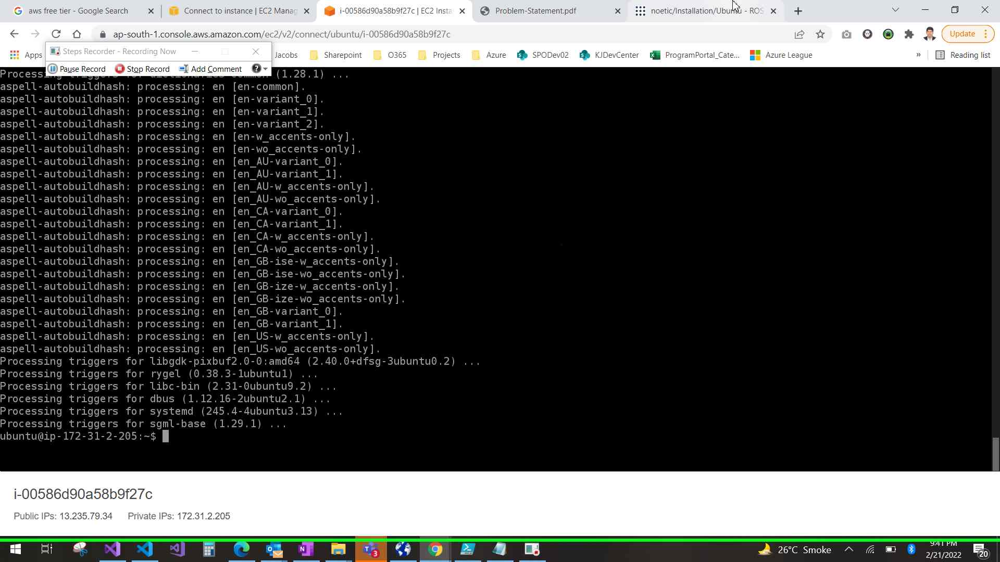 aws free tier - Google Search
Connect to instance | EC2 Manag
i-00586d90a58b9f27c | EC2 Insta
Problem-Statement.pdf
noetic/Installation/Ubuntu - ROS
ap-south-1.console.aws.amazon.com/ec2/v2/connect/ubuntu/i-00586d90a58b9f27c
Update
Apps
Steps Recorder - Recording Now
Jacobs
Sharepoint
O365
Projects
Azure
SPODev02
KJDevCenter
ProgramPortal_Cate...
Azure League
»
Reading list
Pause Record
Stop Record
Add Comment
Processing triggers for dictionaries-common (1.28.1) ...
aspell-autobuildhash: processing: en [en-common].
aspell-autobuildhash: processing: en [en-variant_0].
aspell-autobuildhash: processing: en [en-variant_1].
aspell-autobuildhash: processing: en [en-variant_2].
aspell-autobuildhash: processing: en [en-w_accents-only].
aspell-autobuildhash: processing: en [en-wo_accents-only].
aspell-autobuildhash: processing: en [en_AU-variant_0].
aspell-autobuildhash: processing: en [en_AU-variant_1].
aspell-autobuildhash: processing: en [en_AU-w_accents-only].
aspell-autobuildhash: processing: en [en_AU-wo_accents-only].
aspell-autobuildhash: processing: en [en_CA-variant_0].
aspell-autobuildhash: processing: en [en_CA-variant_1].
aspell-autobuildhash: processing: en [en_CA-w_accents-only].
aspell-autobuildhash: processing: en [en_CA-wo_accents-only].
aspell-autobuildhash: processing: en [en_GB-ise-w_accents-only].
aspell-autobuildhash: processing: en [en_GB-ise-wo_accents-only].
aspell-autobuildhash: processing: en [en_GB-ize-w_accents-only].
aspell-autobuildhash: processing: en [en_GB-ize-wo_accents-only].
aspell-autobuildhash: processing: en [en_GB-variant_0].
aspell-autobuildhash: processing: en [en_GB-variant_1].
aspell-autobuildhash: processing: en [en_US-w_accents-only].
aspell-autobuildhash: processing: en [en_US-wo_accents-only].
Processing triggers for libgdk-pixbuf2.0-0:amd64 (2.40.0+dfsg-3ubuntu0.2) ...
Processing triggers for rygel (0.38.3-1ubuntu1) ...
Processing triggers for libc-bin (2.31-0ubuntu9.2) ...
Processing triggers for dbus (1.12.16-2ubuntu2.1) ...
Processing triggers for systemd (245.4-4ubuntu3.13) ...
Processing triggers for sgml-base (1.29.1) ...
ubuntu@ip-172-31-2-205:~$
i-00586d90a58b9f27c
Public IPs: 13.235.79.34 Private IPs: 172.31.2.205
3
26°C Smoke
9:41 PM
2/21/2022
20